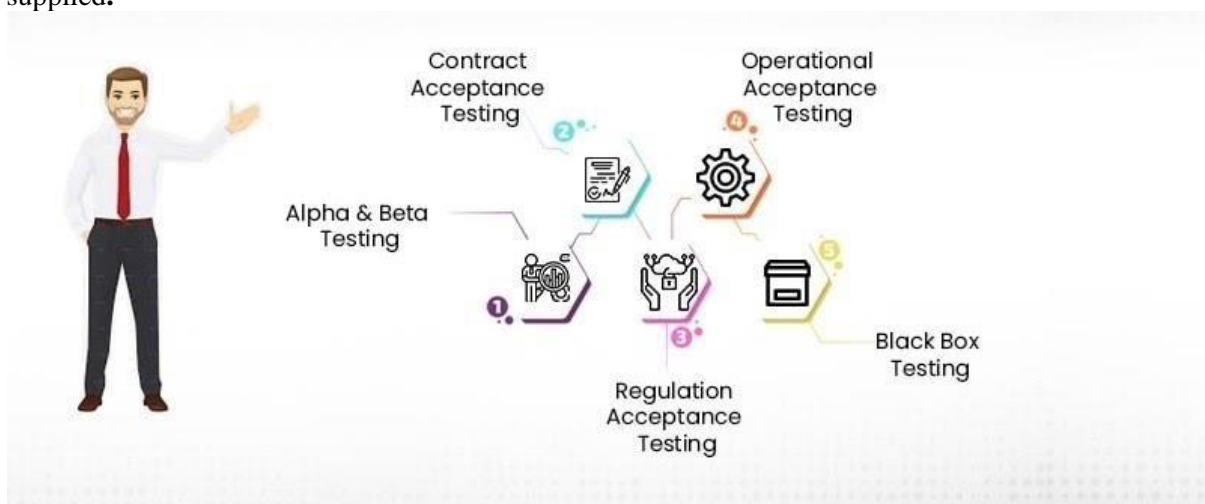 supplied.
Contract
Acceptance
Testing
2
Operational
Acceptance
Testing
4
Alpha & Beta
Testing
1
3
Regulation
Acceptance
Testing
5
Black Box
Testing